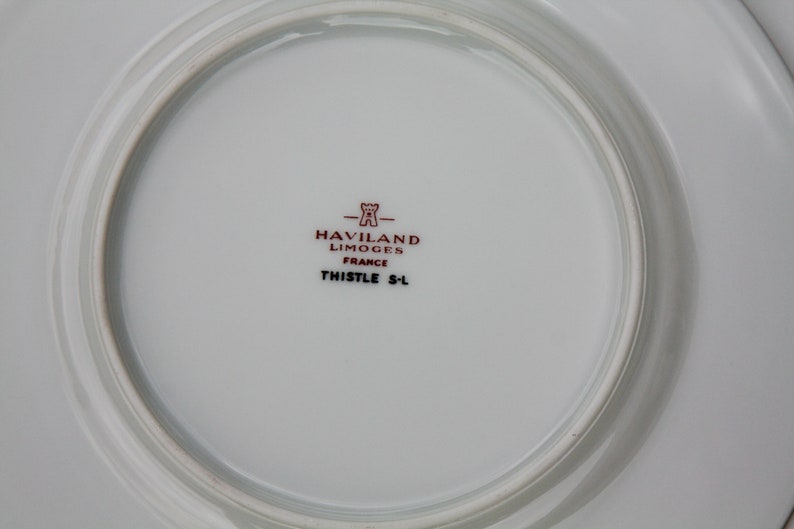 HAVILAND
LIMOGES
FRANCE
THISTLE S-L